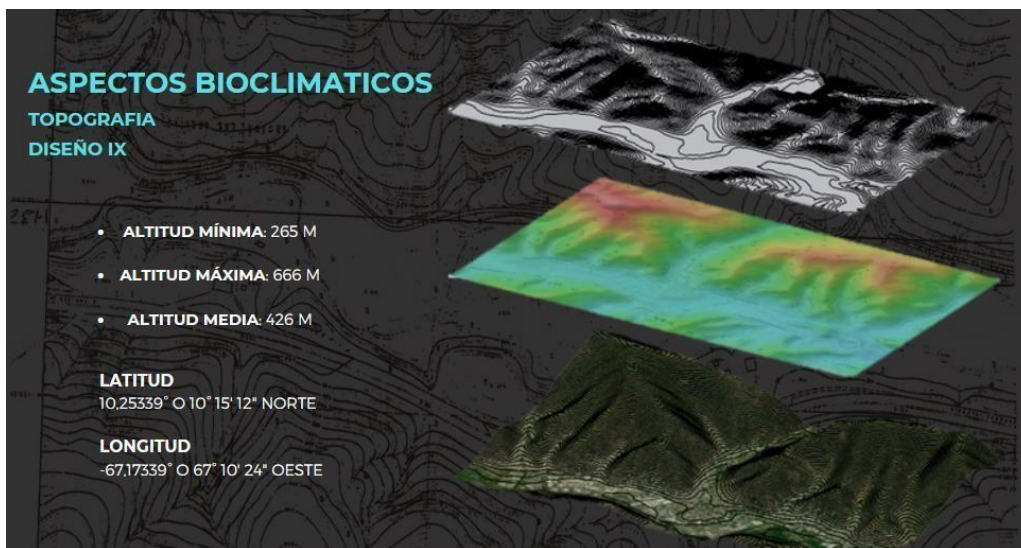 ASPECTOS BIOCLIMATICOS
TOPOGRAFIA
DISEÑO IX
• ALTITUD MÍNIMA: 265 M
• ALTITUD MÁXIMA: 666 M
• ALTITUD MEDIA: 426 M
LATITUD
10,25339° O 10° 15' 12" NORTE
LONGITUD
-67,17339° O 67° 10' 24" OESTE